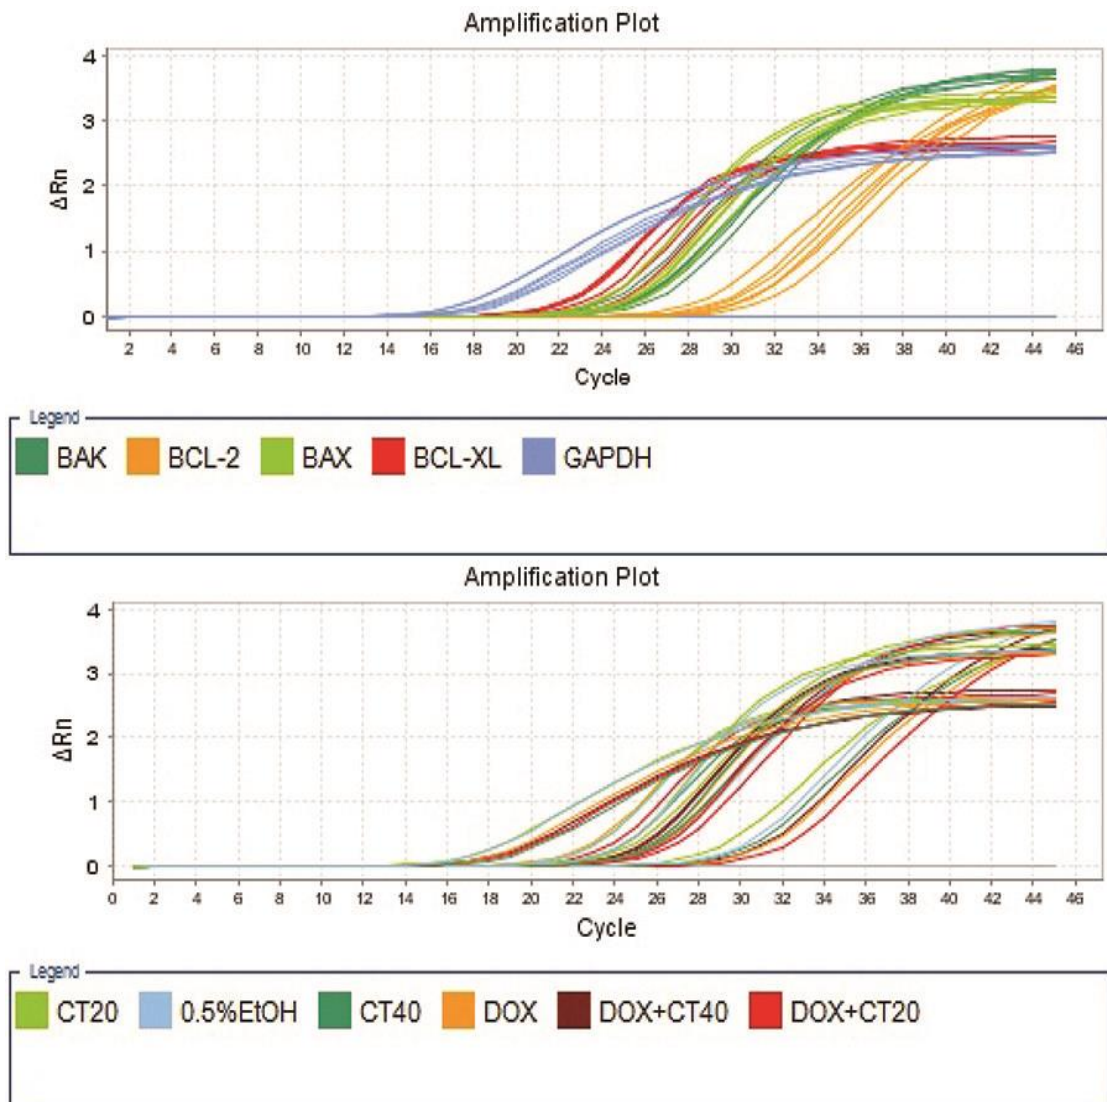 Amplification Plot
4
3
2
1
0
ΔRn
2 4 6 8 10 12 14 16 18 20 22 24 26 28 30 32 34 36 38 40 42 44 46
Cycle
Legend
BAK BCL-2 BAX BCL-XL GAPDH
Amplification Plot
4
3
2
1
0
ΔRn
0 2 4 6 8 10 12 14 16 18 20 22 24 26 28 30 32 34 36 38 40 42 44 46
Cycle
Legend
CT20 0.5%EtOH CT40 DOX DOX+CT40 DOX+CT20